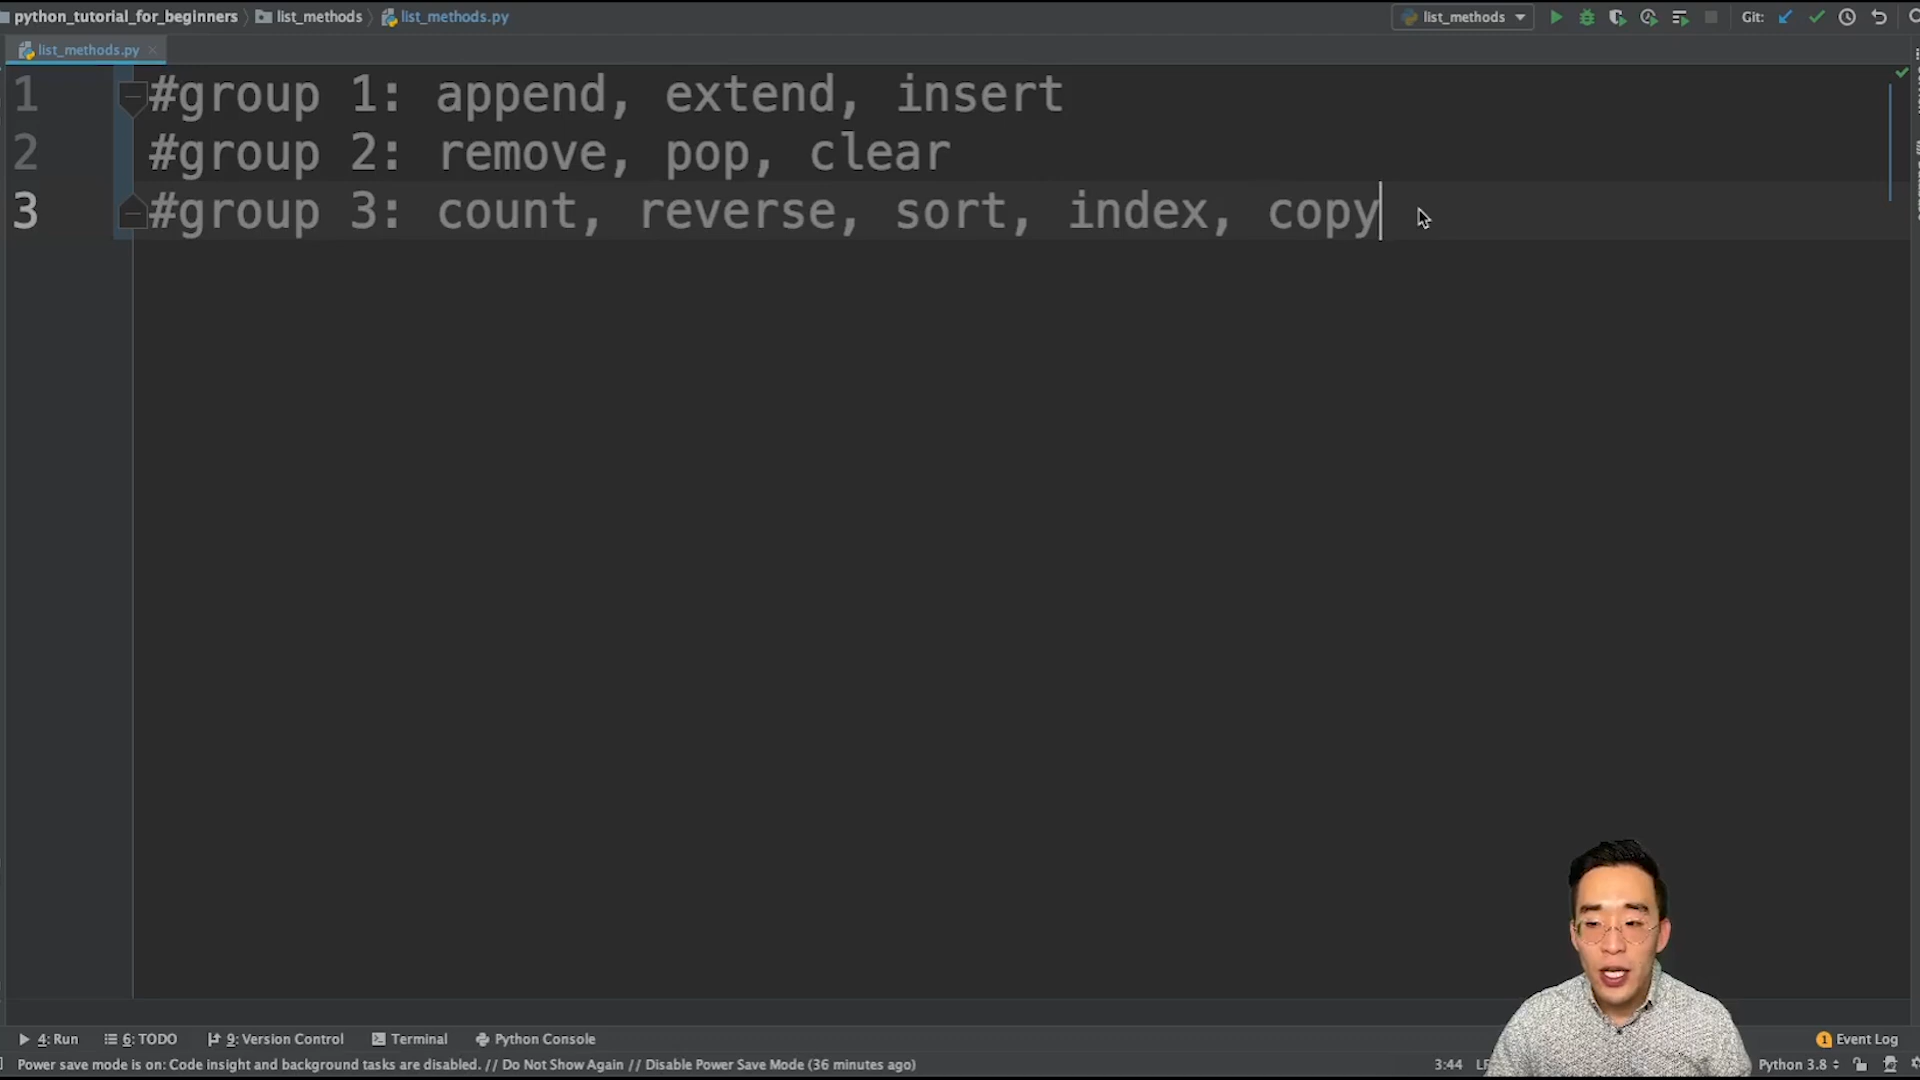 python_tutorial_for_beginners list_methods list_methods.py
list_methods Git:
list_methods.py
1 #group 1: append, extend, insert
2 #group 2: remove, pop, clear
3 #group 3: count, reverse, sort, index, copy
4: Run 6: TODO 9: Version Control Terminal Python Console 1 Event Log
Power save mode is on: Code insight and background tasks are disabled. // Do Not Show Again // Disable Power Save Mode (36 minutes ago) 3:44 Python 3.8